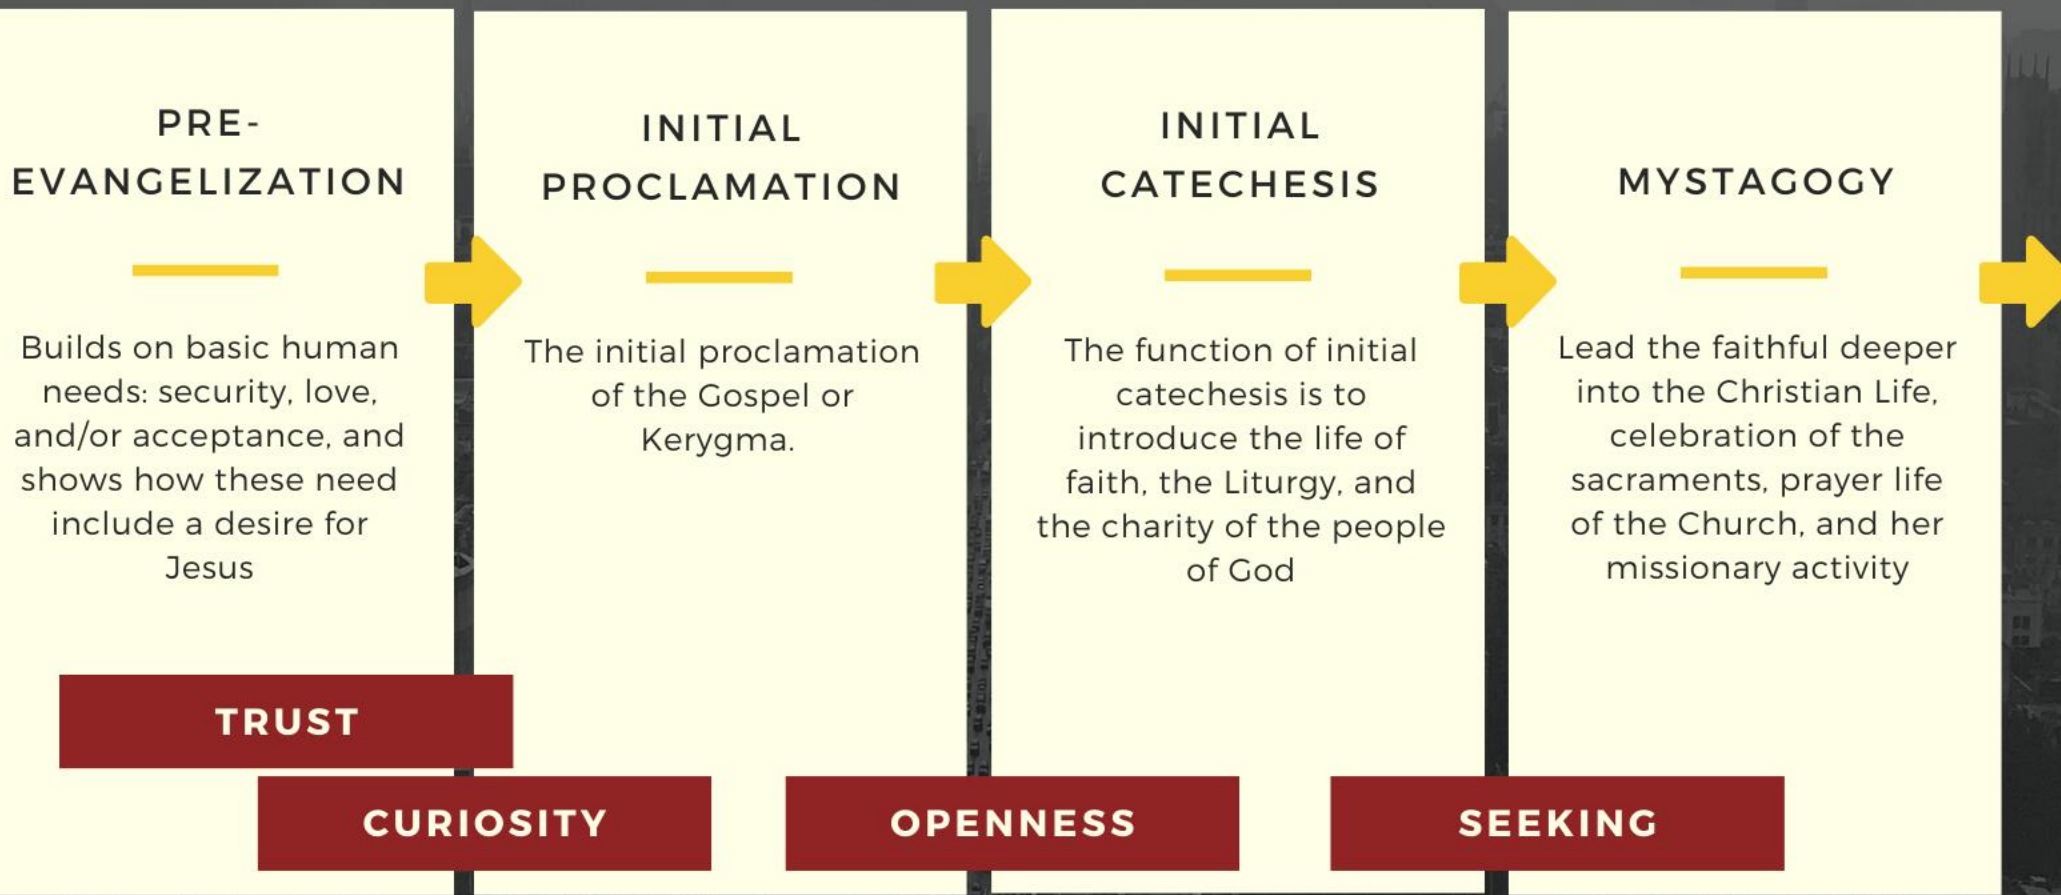 PRE-
EVANGELIZATION
Builds on basic human
needs: security, love,
and/or acceptance, and
shows how these need
include a desire for
Jesus
INITIAL
PROCLAMATION
The initial proclamation
of the Gospel or
Kerygma.
INITIAL
CATECHESIS
The function of initial
catechesis is to
introduce the life of
faith, the Liturgy, and
the charity of the people
of God
MYSTAGOGY
Lead the faithful deeper
into the Christian Life,
celebration of the
sacraments, prayer life
of the Church, and her
missionary activity
TRUST
CURIOSITY
OPENNESS
SEEKING